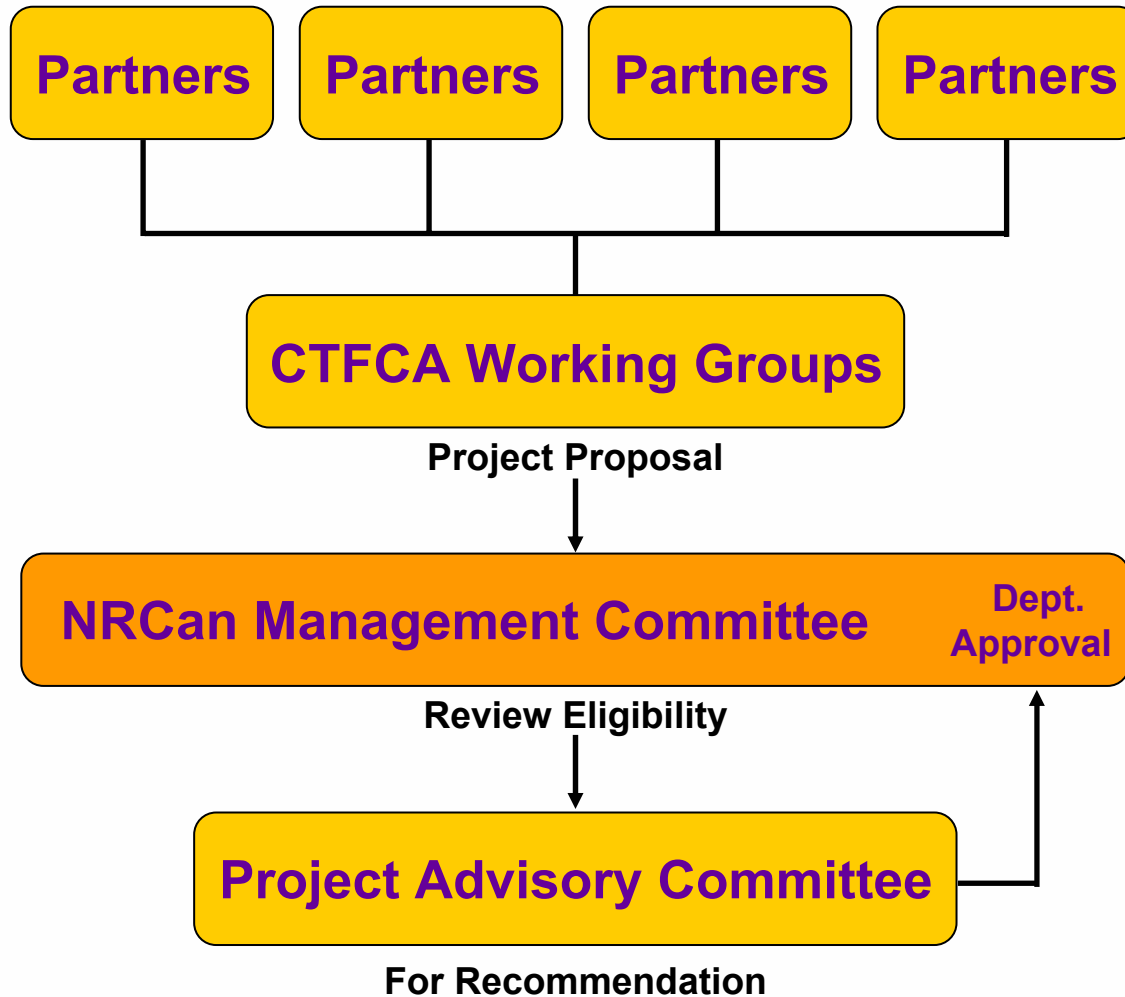 Partners
Partners
Partners
Partners
CTFCA Working Groups
Project Proposal
NRCan Management Committee
Dept.
Approval
Review Eligibility
Project Advisory Committee
For Recommendation